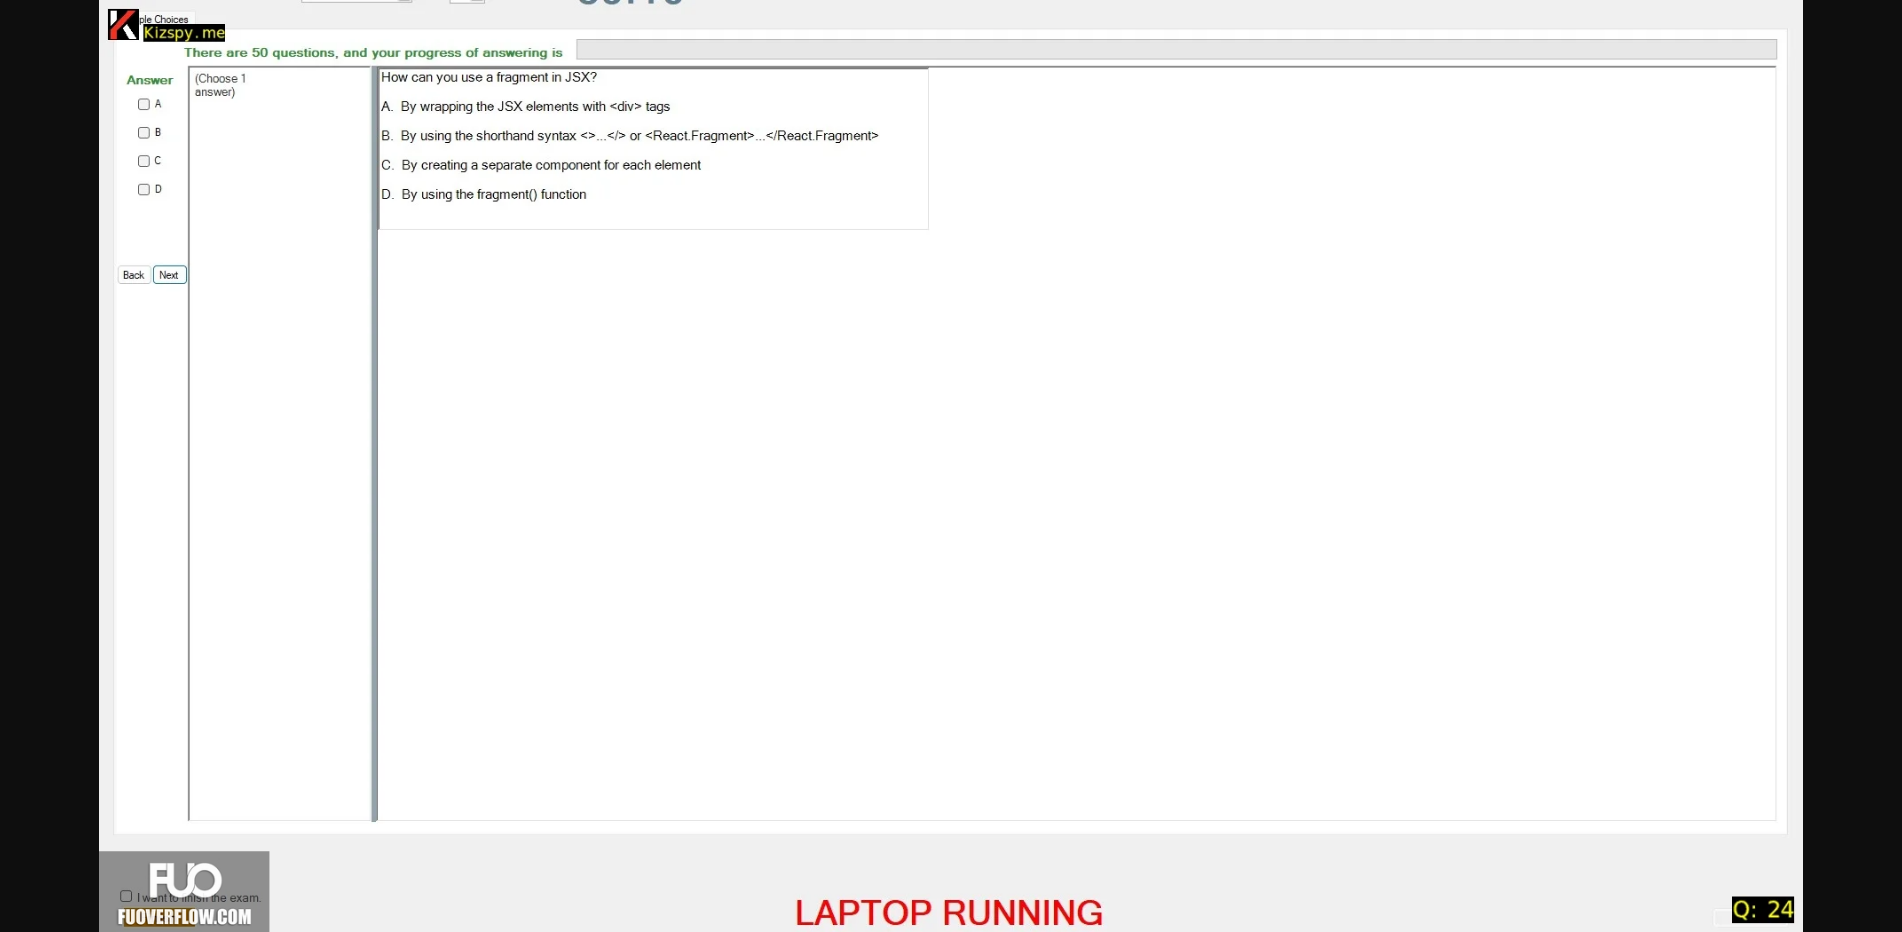 ple Choices
Kizspy.me
There are 50 questions, and your progress of answering is
Answer
(Choose 1
answer)
A
B
C
D
Back
Next
How can you use a fragment in JSX?
A. By wrapping the JSX elements with <div> tags
B. By using the shorthand syntax <>...</> or <React.Fragment>...</React.Fragment>
C. By creating a separate component for each element
D. By using the fragment() function
FUO
I want to finish the exam.
FUOVERFLOW.COM
LAPTOP RUNNING
Q: 24